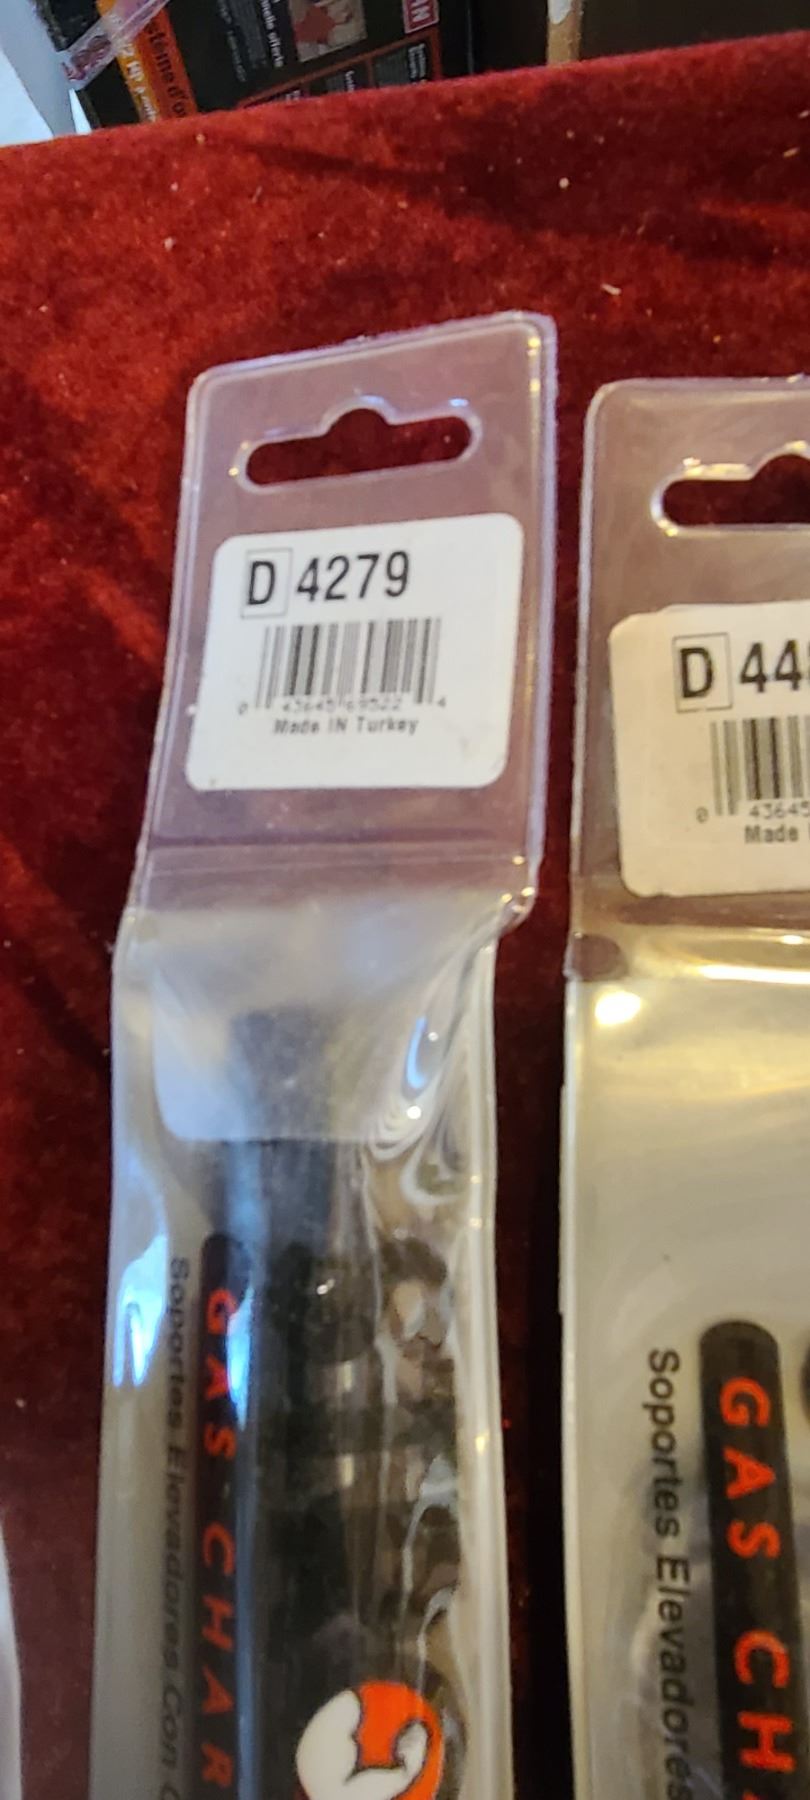 D 4279
0 43645 69522 4
Made IN Turkey
D 44
0 43645
Made
GAS CHAR
Soportes Elevadores Con
GAS CH
Soportes Elevadores